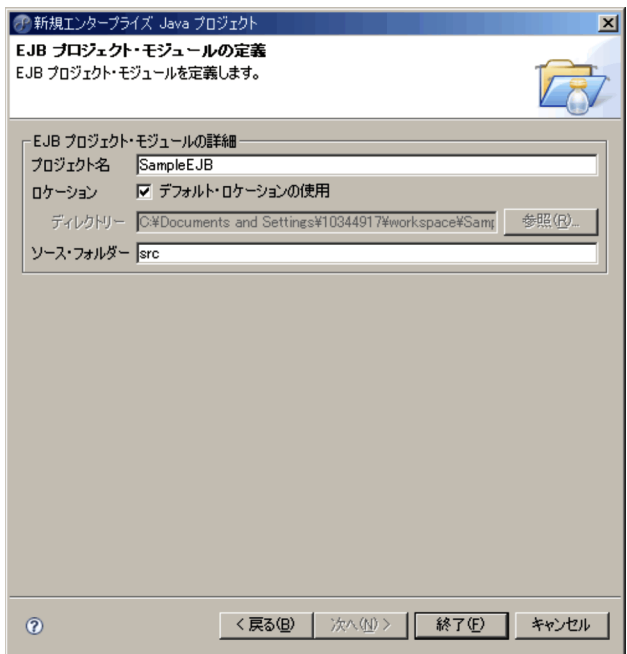 新規エンタープライズ Java プロジェクト
EJB プロジェクト・モジュールの定義
EJB プロジェクト・モジュールを定義します。
EJB プロジェクト・モジュールの詳細
プロジェクト名 SampleEJB
ロケーション デフォルト・ロケーションの使用
ディレクトリー C:¥Documents and Settings¥10344917¥workspace¥Samp 参照(R)...
ソース・フォルダー src
? < 戻る(B) 次へ(N) > 終了(F) キャンセル